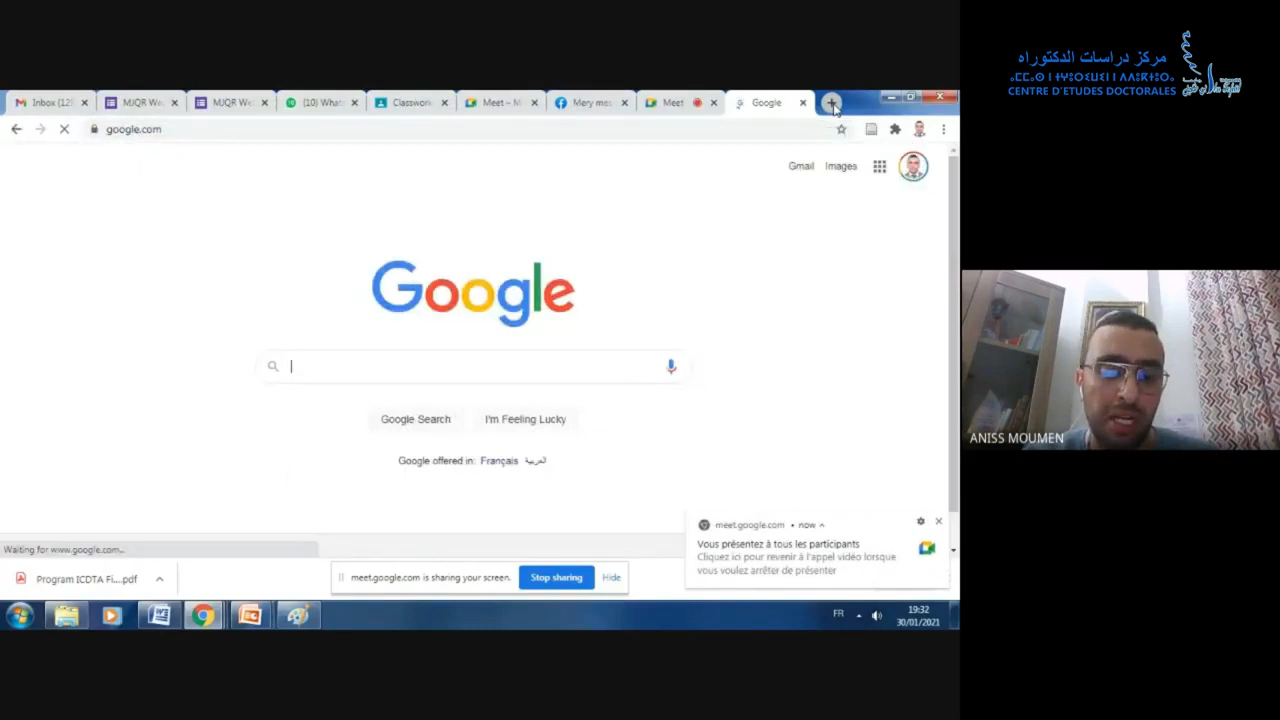 مركز دراسات الدكتوراه
CENTRE D'ETUDES DOCTORALES
Inbox (125
MJQR We
MJQR We
(10) What
Classwork
Meet – M
Mery mes
Meet
Google
google.com
Gmail
Images
Google
Google Search
I'm Feeling Lucky
Google offered in: Français العربية
ANISS MOUMEN
meet.google.com • now
Vous présentez à tous les participants
Cliquez ici pour revenir à l'appel vidéo lorsque
vous voulez arrêter de présenter
Waiting for www.google.com...
Program ICDTA Fi....pdf
meet.google.com is sharing your screen.
Stop sharing
Hide
FR
19:32
30/01/2021